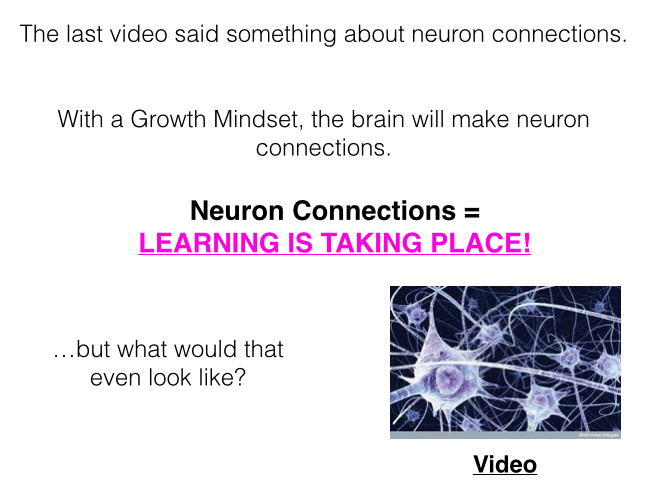 The last video said something about neuron connections.
With a Growth Mindset, the brain will make neuron
connections.
Neuron Connections =
LEARNING IS TAKING PLACE!
…but what would that
even look like?
Video